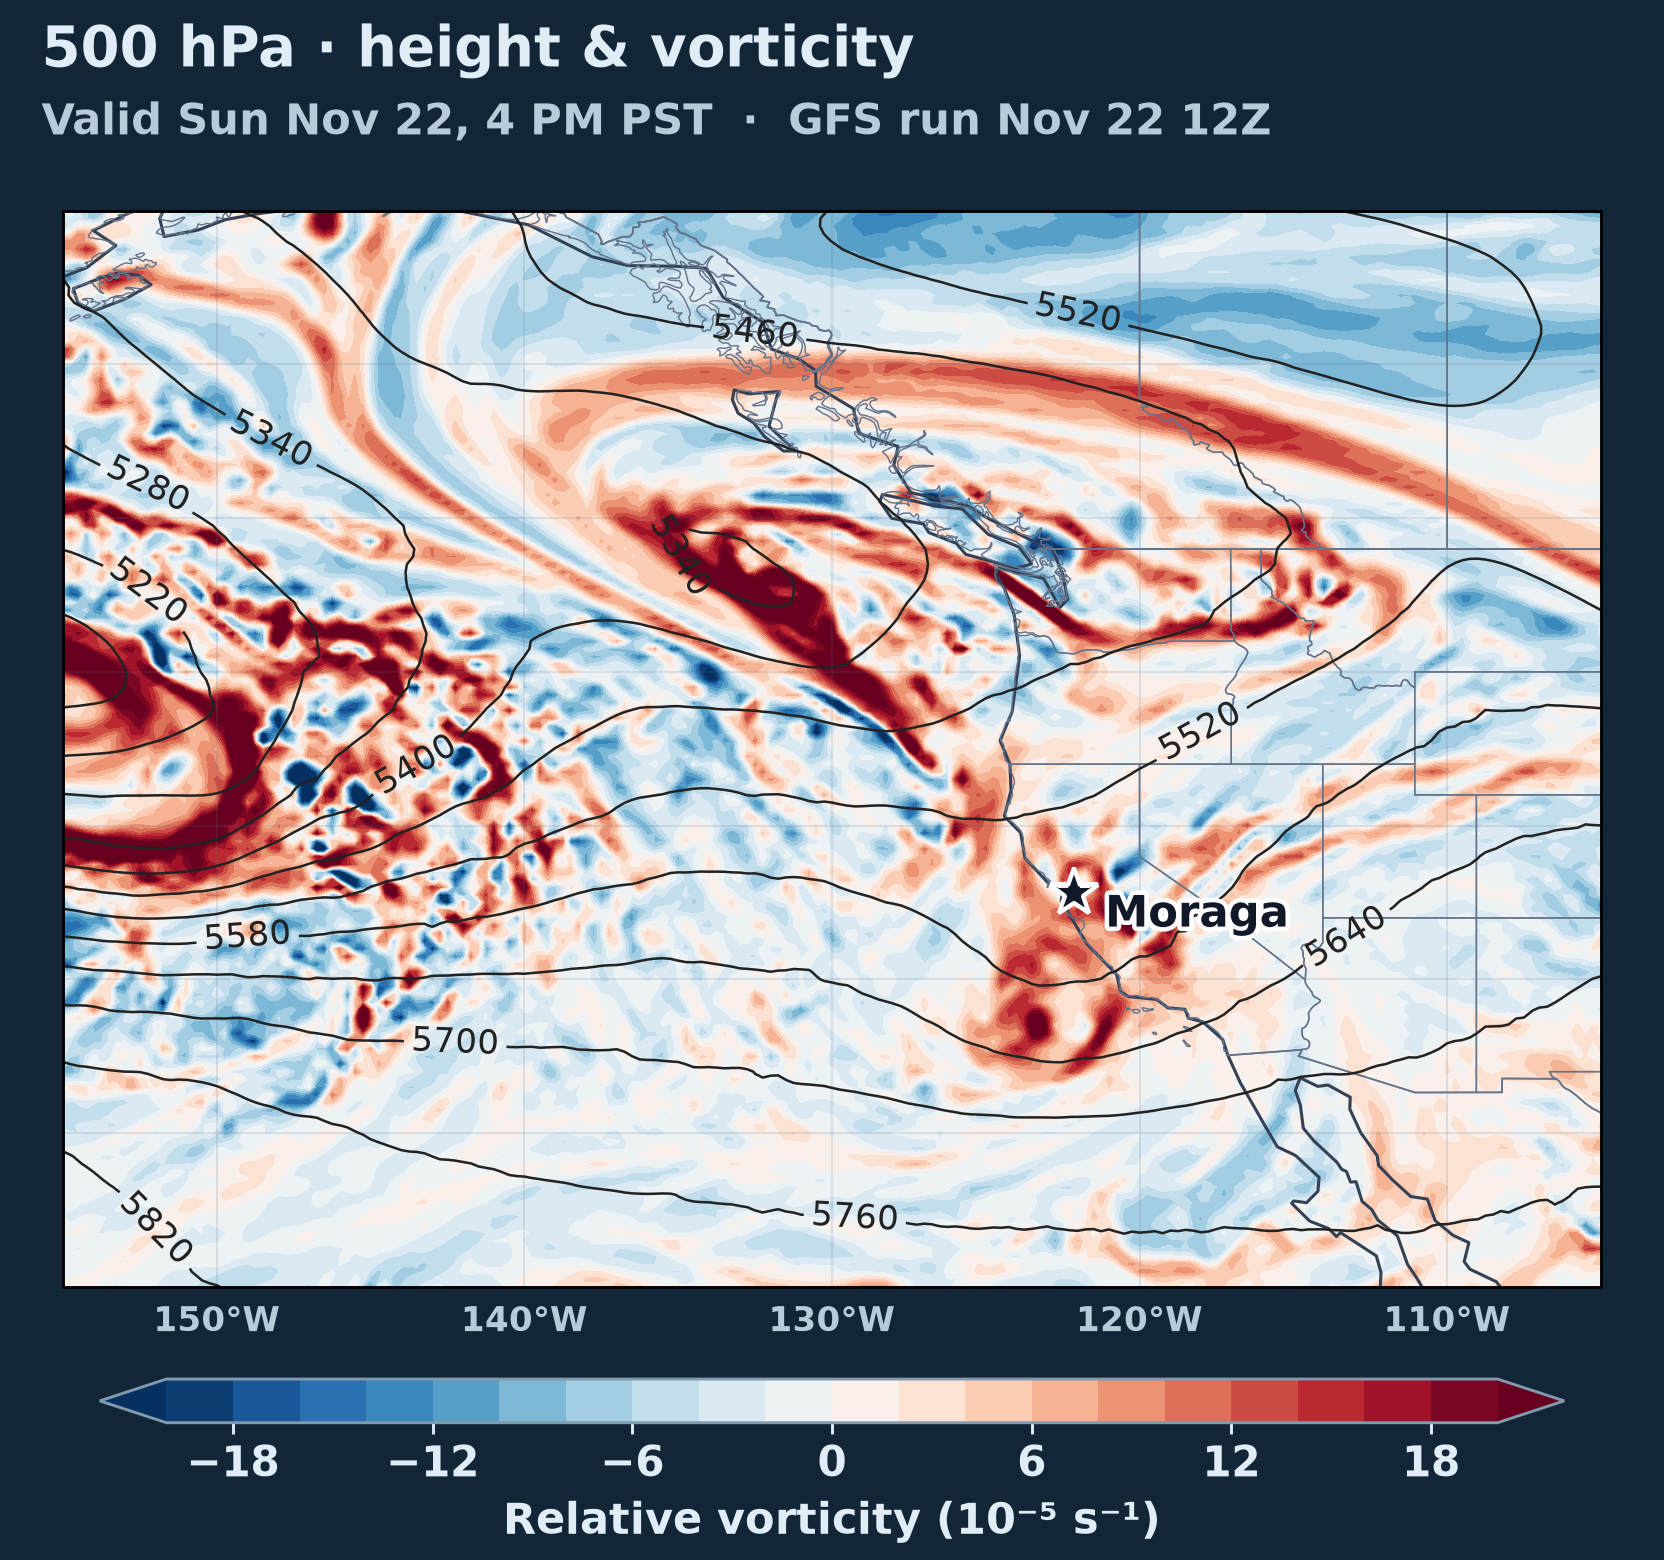 500 hPa · height & vorticity
Valid Sun Nov 22, 4 PM PST · GFS run Nov 22 12Z
5520
5460
5340
5280
5340
5220
5520
5400
Moraga
5580
5640
5700
5760
5820
150°W 140°W 130°W 120°W 110°W
−18 −12 −6 0 6 12 18
Relative vorticity (10⁻⁵ s⁻¹)